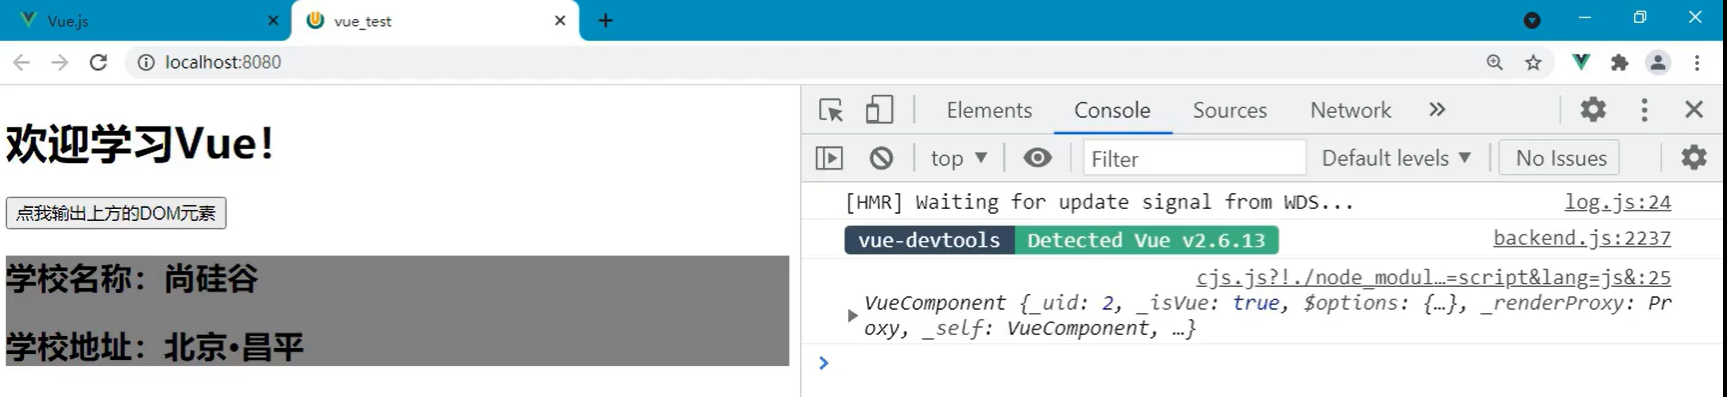 Vue.js
vue_test
localhost:8080
欢迎学习Vue！
点我输出上方的DOM元素
学校名称：尚硅谷
学校地址：北京•昌平
Elements Console Sources Network
top Filter Default levels No Issues
[HMR] Waiting for update signal from WDS... log.js:24
vue-devtools Detected Vue v2.6.13 backend.js:2237
cjs.js?!./node_modul…=script&lang=js&:25
VueComponent {_uid: 2, _isVue: true, $options: {…}, _renderProxy: Pr
oxy, _self: VueComponent, …}